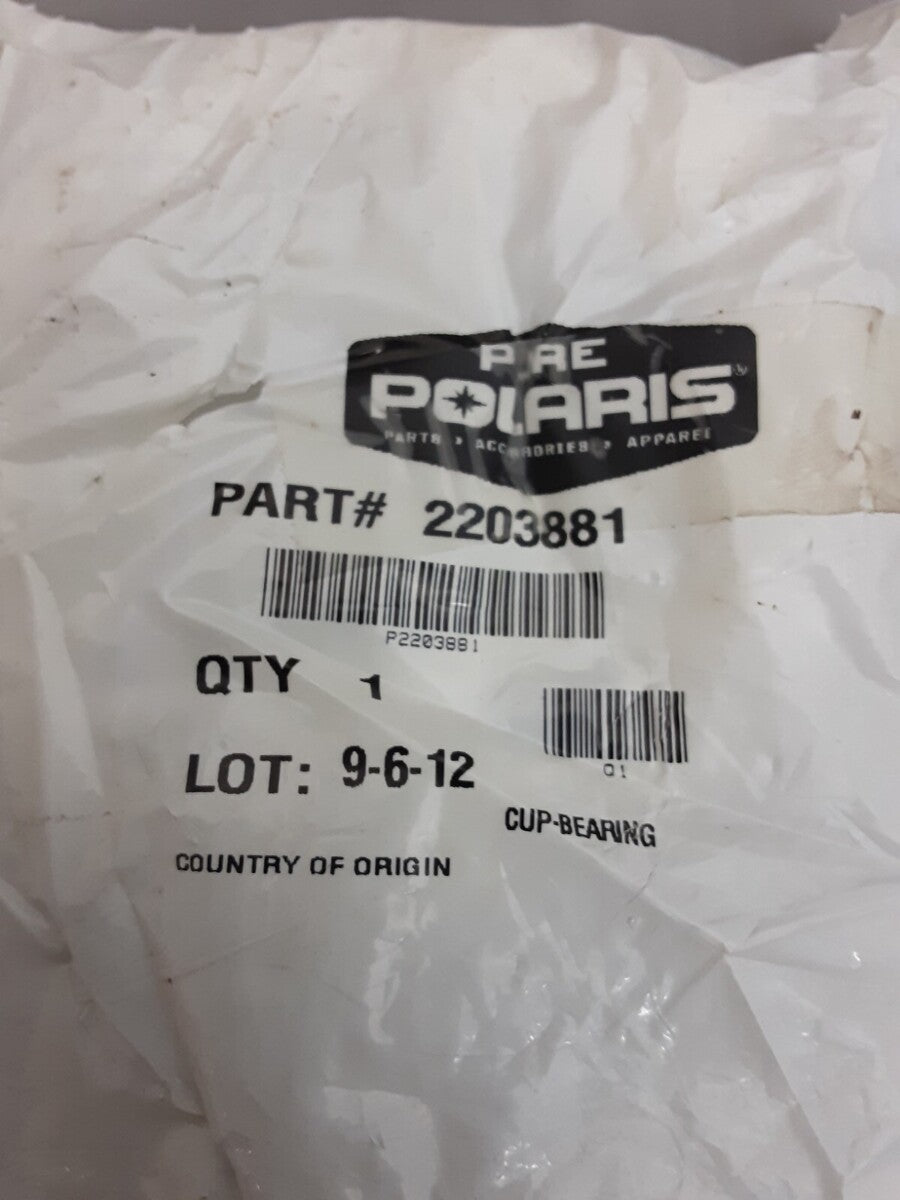 PURE
POLARIS
PARTS • ACCESSORIES • APPAREL
PART# 2203881
P2203881
QTY 1
Q1
LOT: 9-6-12
CUP-BEARING
COUNTRY OF ORIGIN